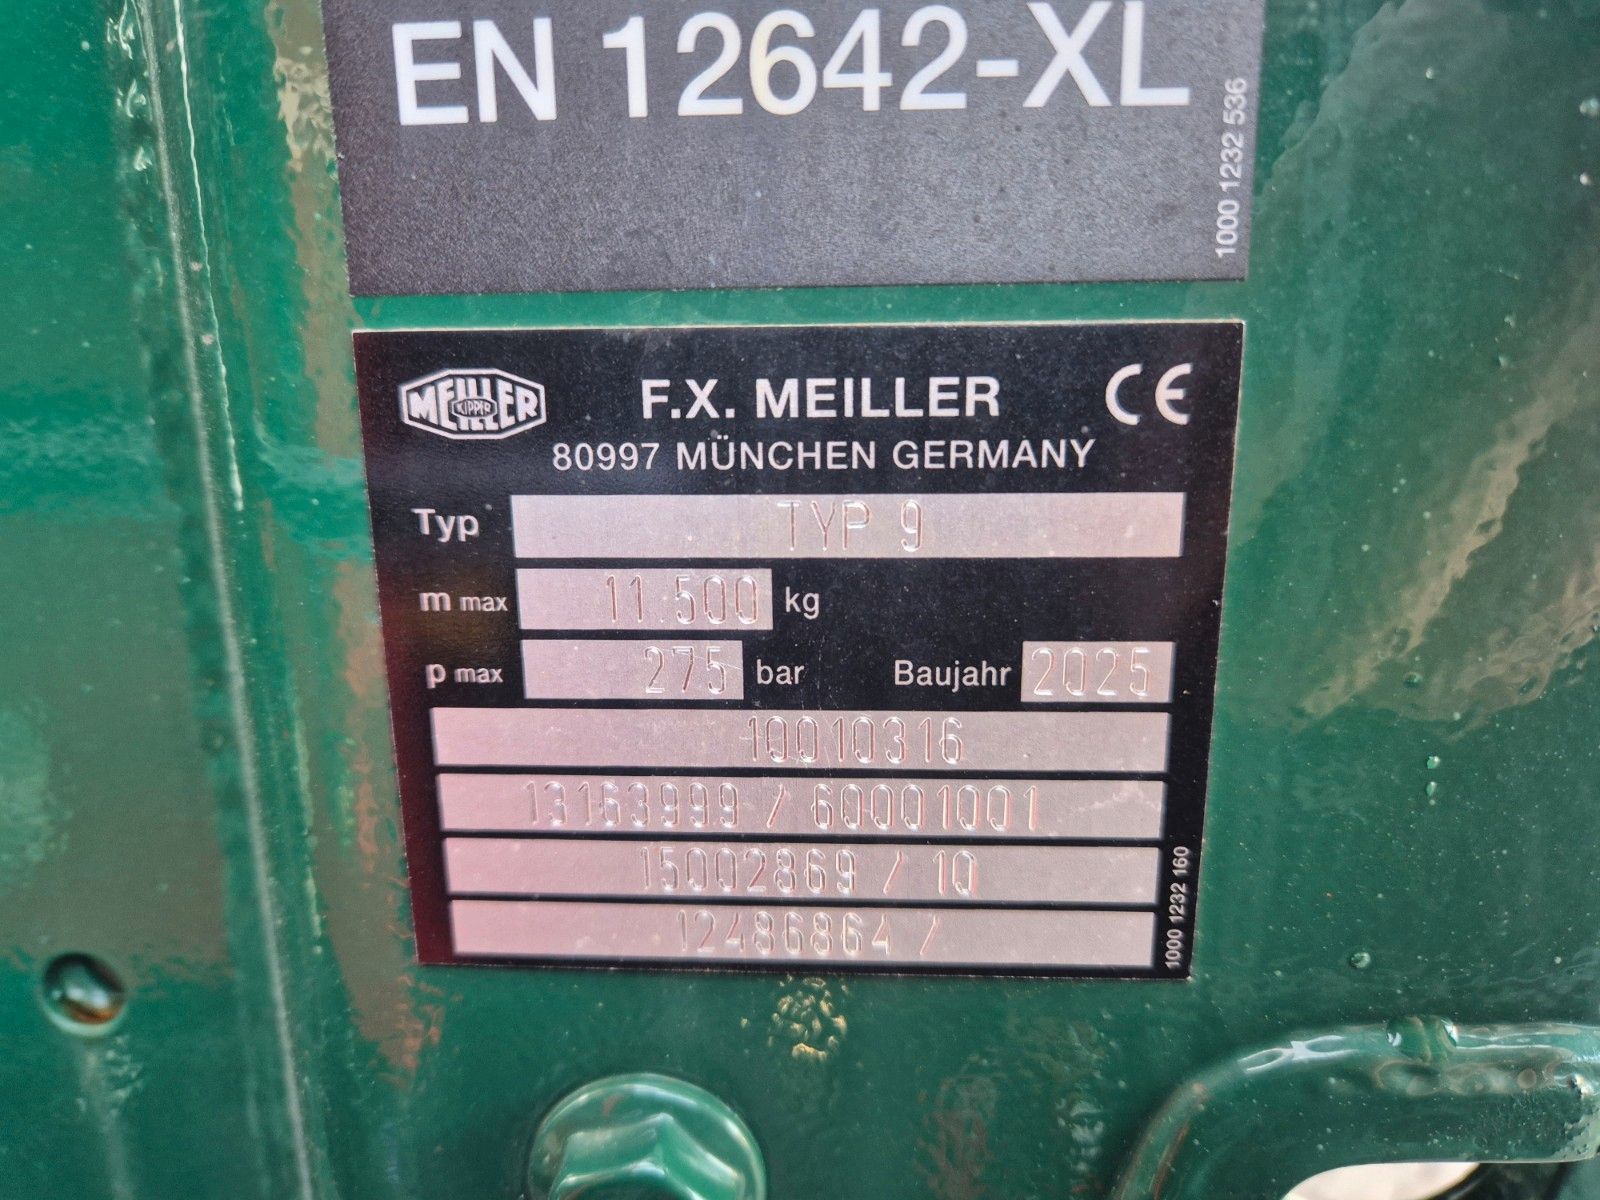 EN 12642-XL
1000 1232 536
MEILLER
KIPPER
F.X. MEILLER
CE
80997 MÜNCHEN GERMANY
Typ TYP 9
m max 11.500 kg
p max 275 bar Baujahr 2025
10010316
13163999 / 60001001
15002869 / 10
12486864 /
1000 1232 160